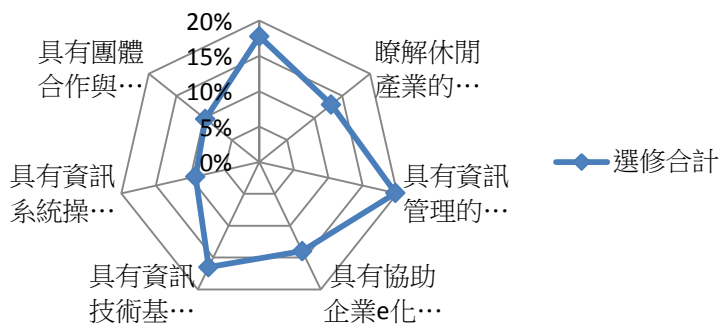 20%
15%
10%
5%
0%
瞭解休閒
產業的…
具有資訊
管理的…
具有協助
企業e化…
具有資訊
技術基…
具有資訊
系統操…
具有團體
合作與…
選修合計